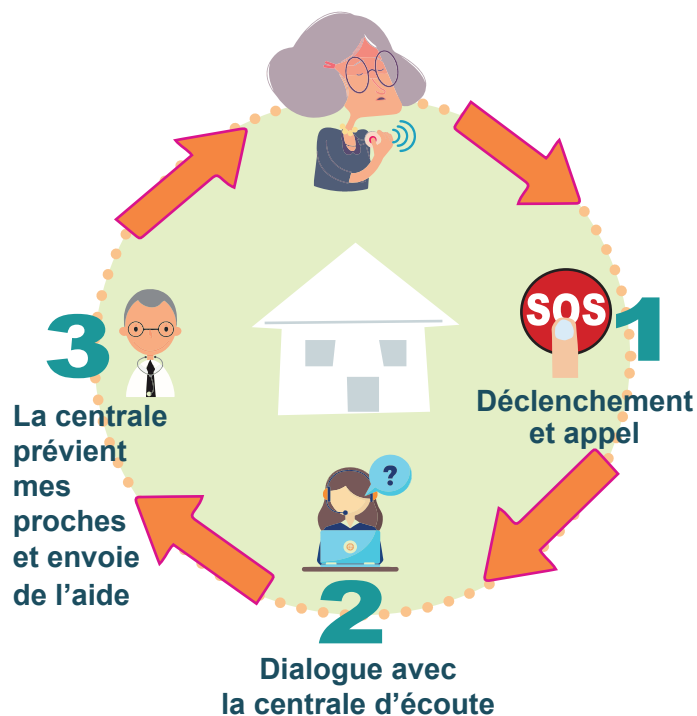 SOS
1
Déclenchement
et appel
?
2
Dialogue avec
la centrale d'écoute
3
La centrale
prévient
mes
proches
et envoie
de l'aide